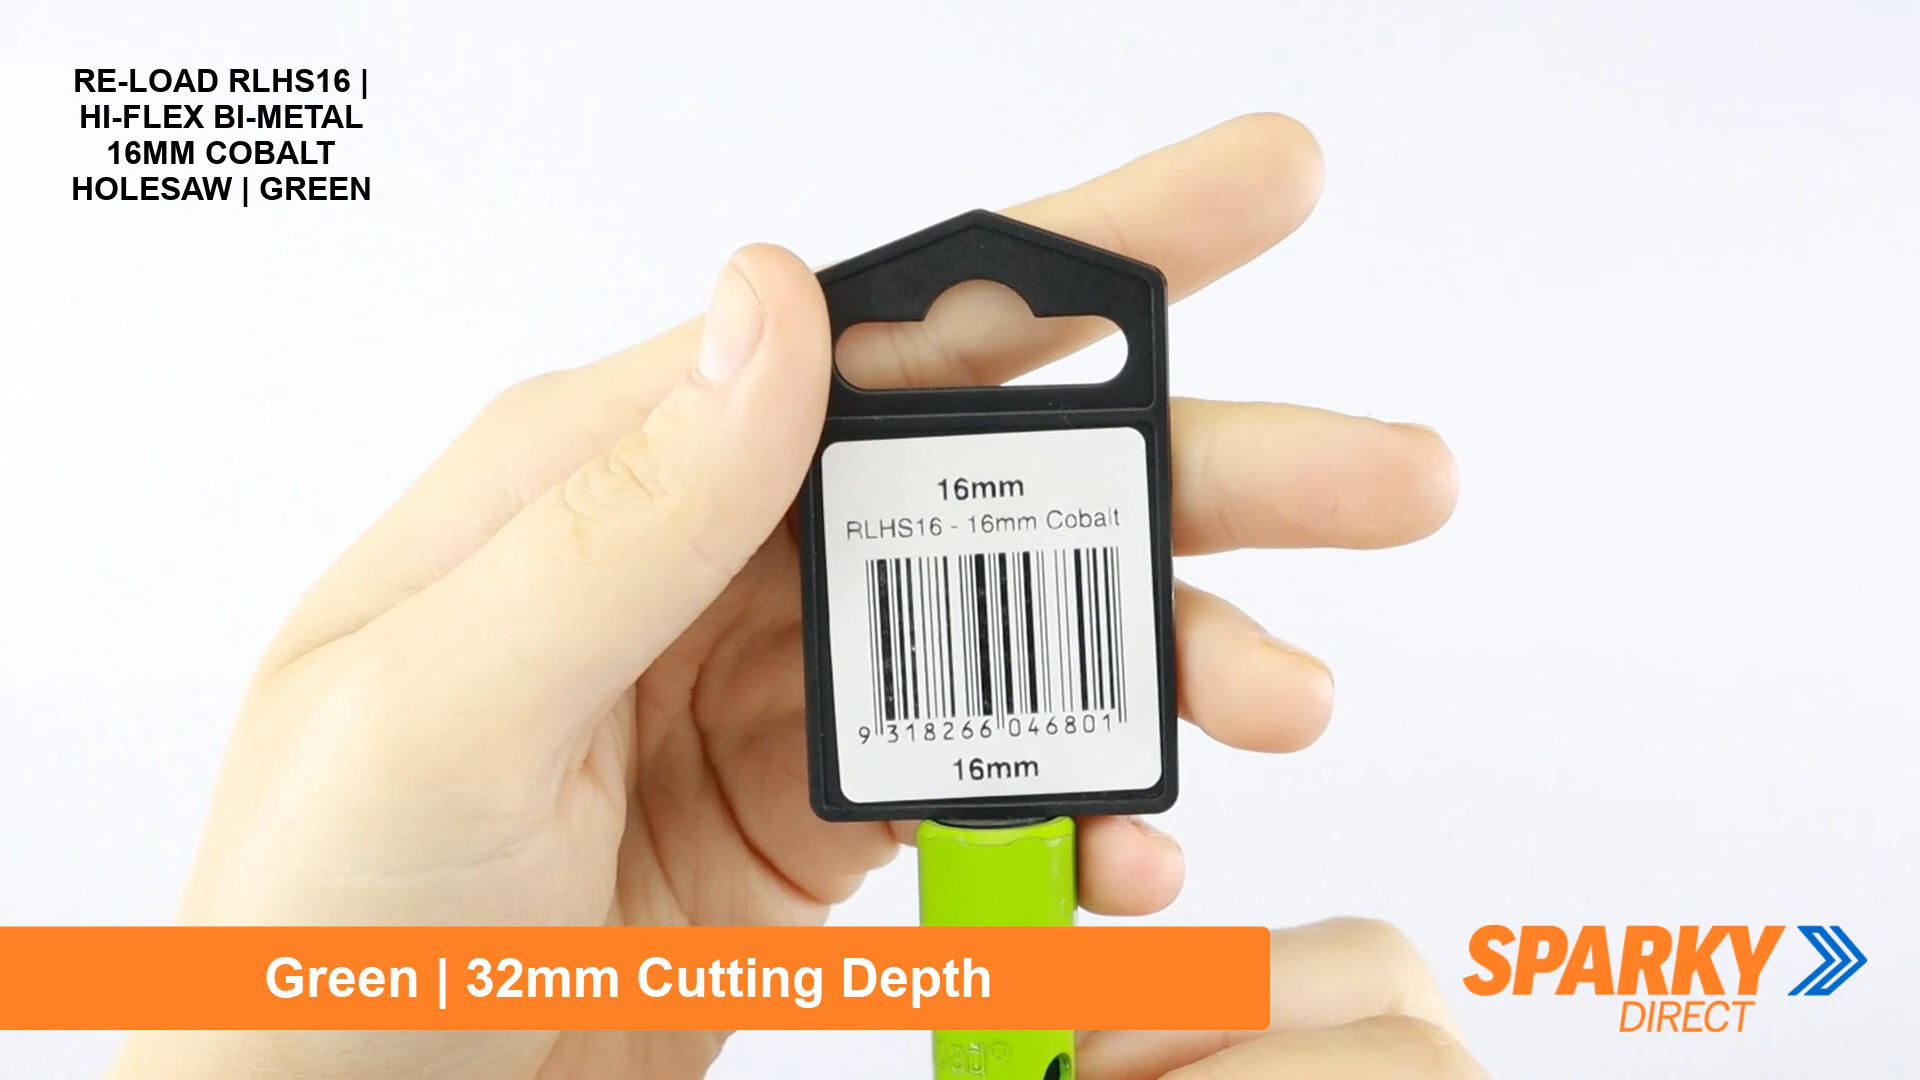 RE-LOAD RLHS16 |
HI-FLEX BI-METAL
16MM COBALT
HOLESAW | GREEN
16mm
RLHS16 - 16mm Cobalt
9 318266 046801
16mm
Green | 32mm Cutting Depth
SPARKY
DIRECT